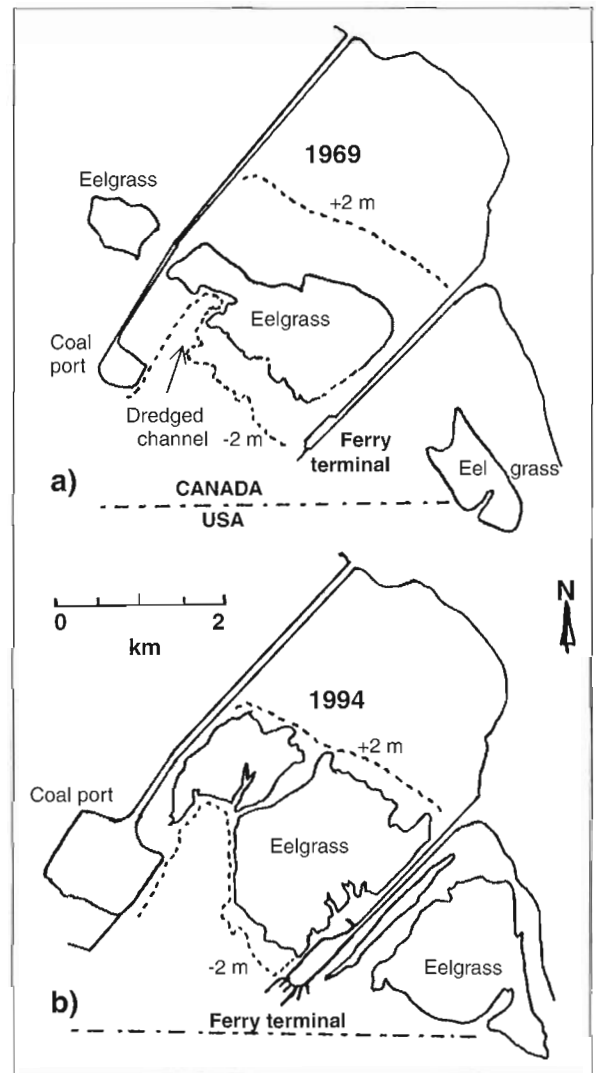 1969
Eelgrass
+2 m
Eelgrass
Coal
port
Dredged
channel
-2 m
Ferry
terminal
Eel grass
a)
CANADA
USA
0 2
km
N
1994
+2 m
Coal port
Eelgrass
-2 m
Eelgrass
b)
Ferry terminal